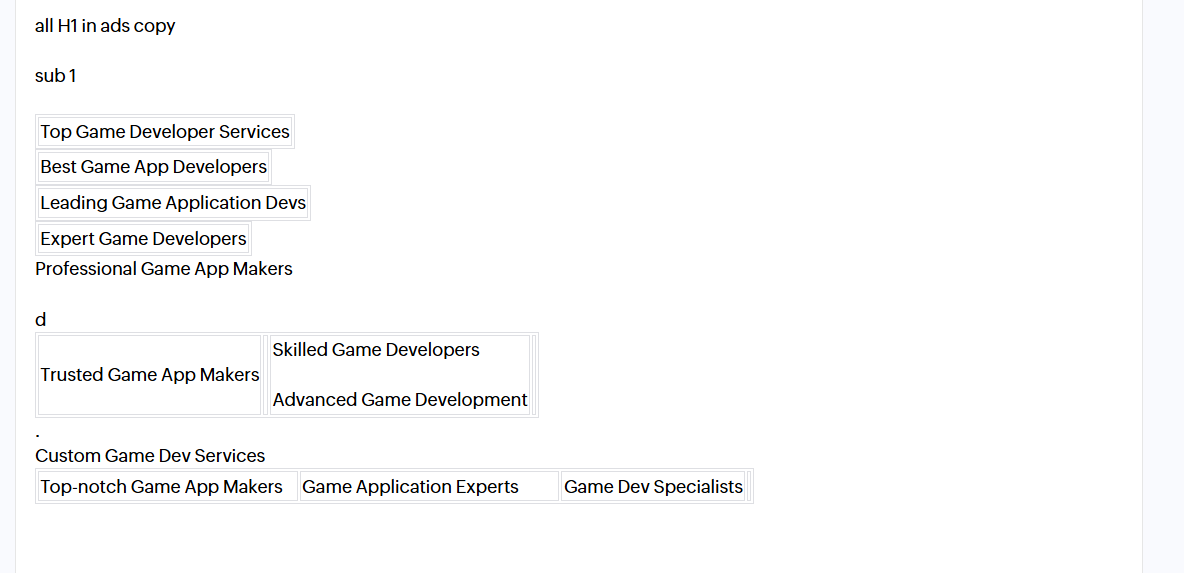 all H1 in ads copy
sub 1
Top Game Developer Services
Best Game App Developers
Leading Game Application Devs
Expert Game Developers
Professional Game App Makers
d
Trusted Game App Makers
Skilled Game Developers
Advanced Game Development
.
Custom Game Dev Services
Top-notch Game App Makers Game Application Experts Game Dev Specialists